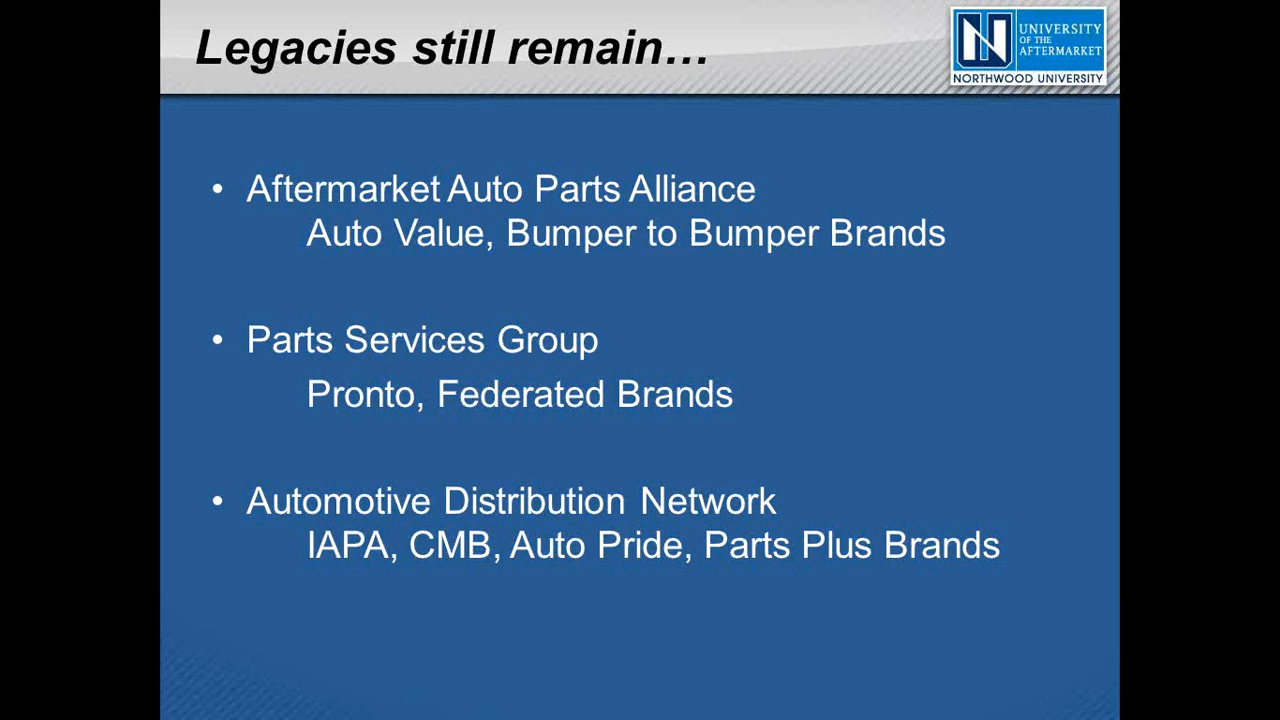 Legacies still remain…
N
UNIVERSITY
OF THE
AFTERMARKET
NORTHWOOD UNIVERSITY
• Aftermarket Auto Parts Alliance
Auto Value, Bumper to Bumper Brands
• Parts Services Group
Pronto, Federated Brands
• Automotive Distribution Network
IAPA, CMB, Auto Pride, Parts Plus Brands